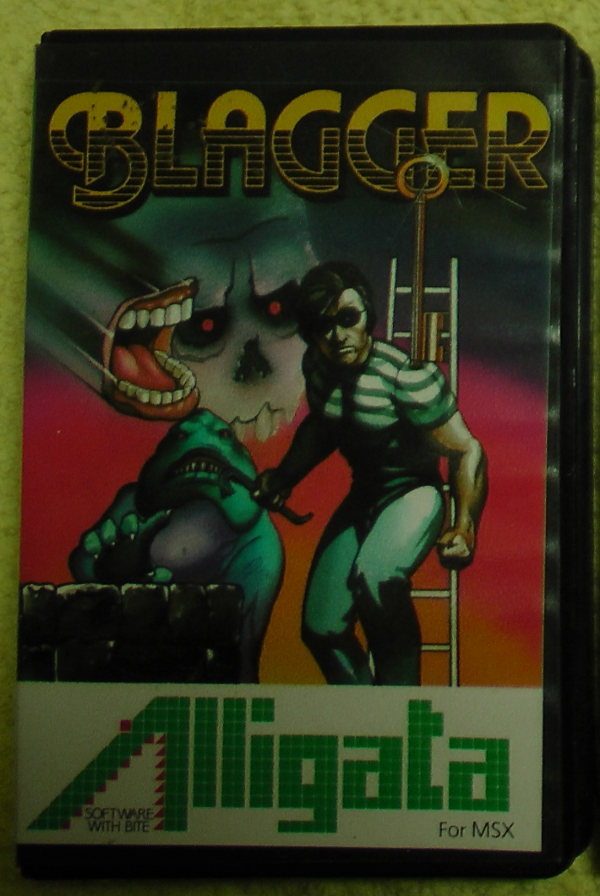 BLAGGER
Alligata
SOFTWARE
WITH BITE
For MSX